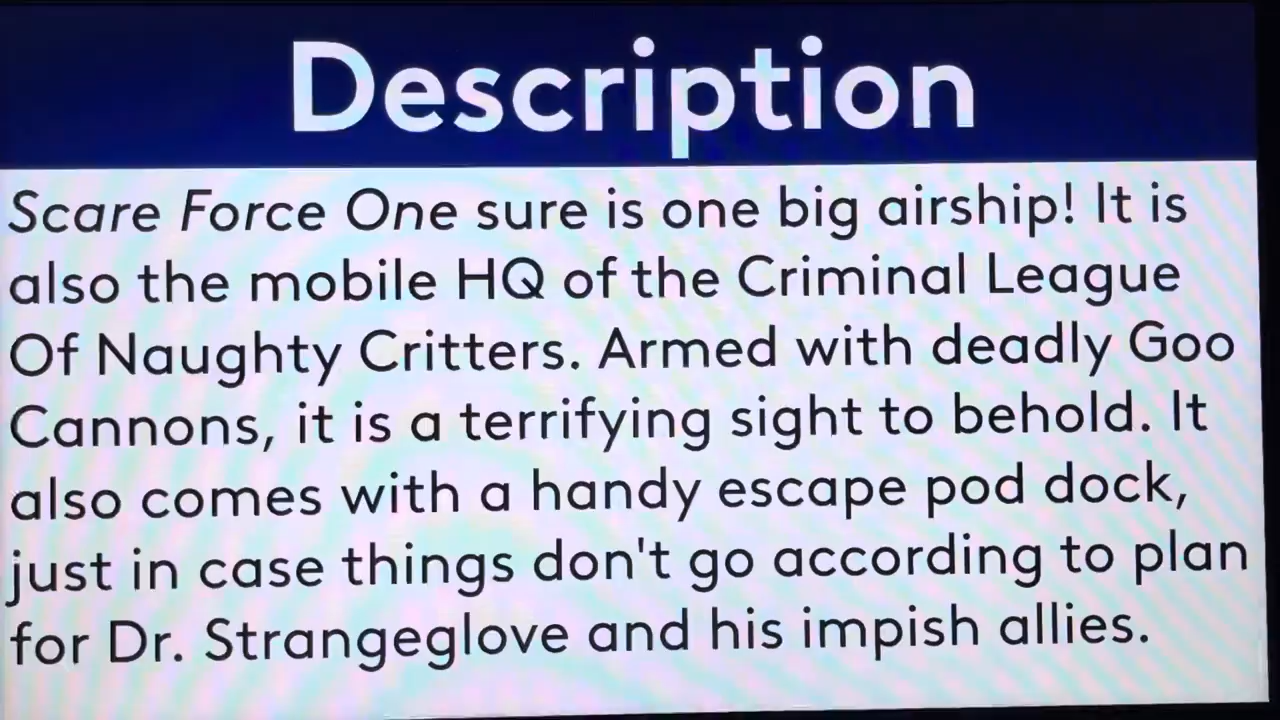 Description
Scare Force One sure is one big airship! It is
also the mobile HQ of the Criminal League
Of Naughty Critters. Armed with deadly Goo
Cannons, it is a terrifying sight to behold. It
also comes with a handy escape pod dock,
just in case things don't go according to plan
for Dr. Strangeglove and his impish allies.